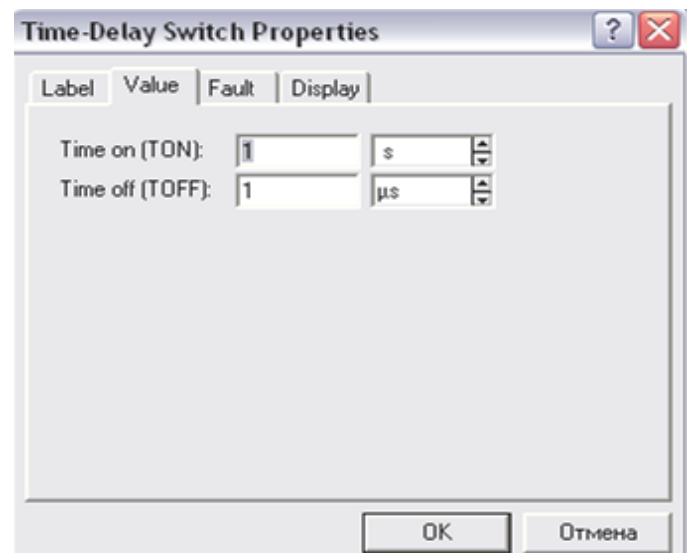 Time-Delay Switch Properties ?
Label Value Fault Display
Time on (TON): 1 s
Time off (TOFF): 1 µs
OK Отмена